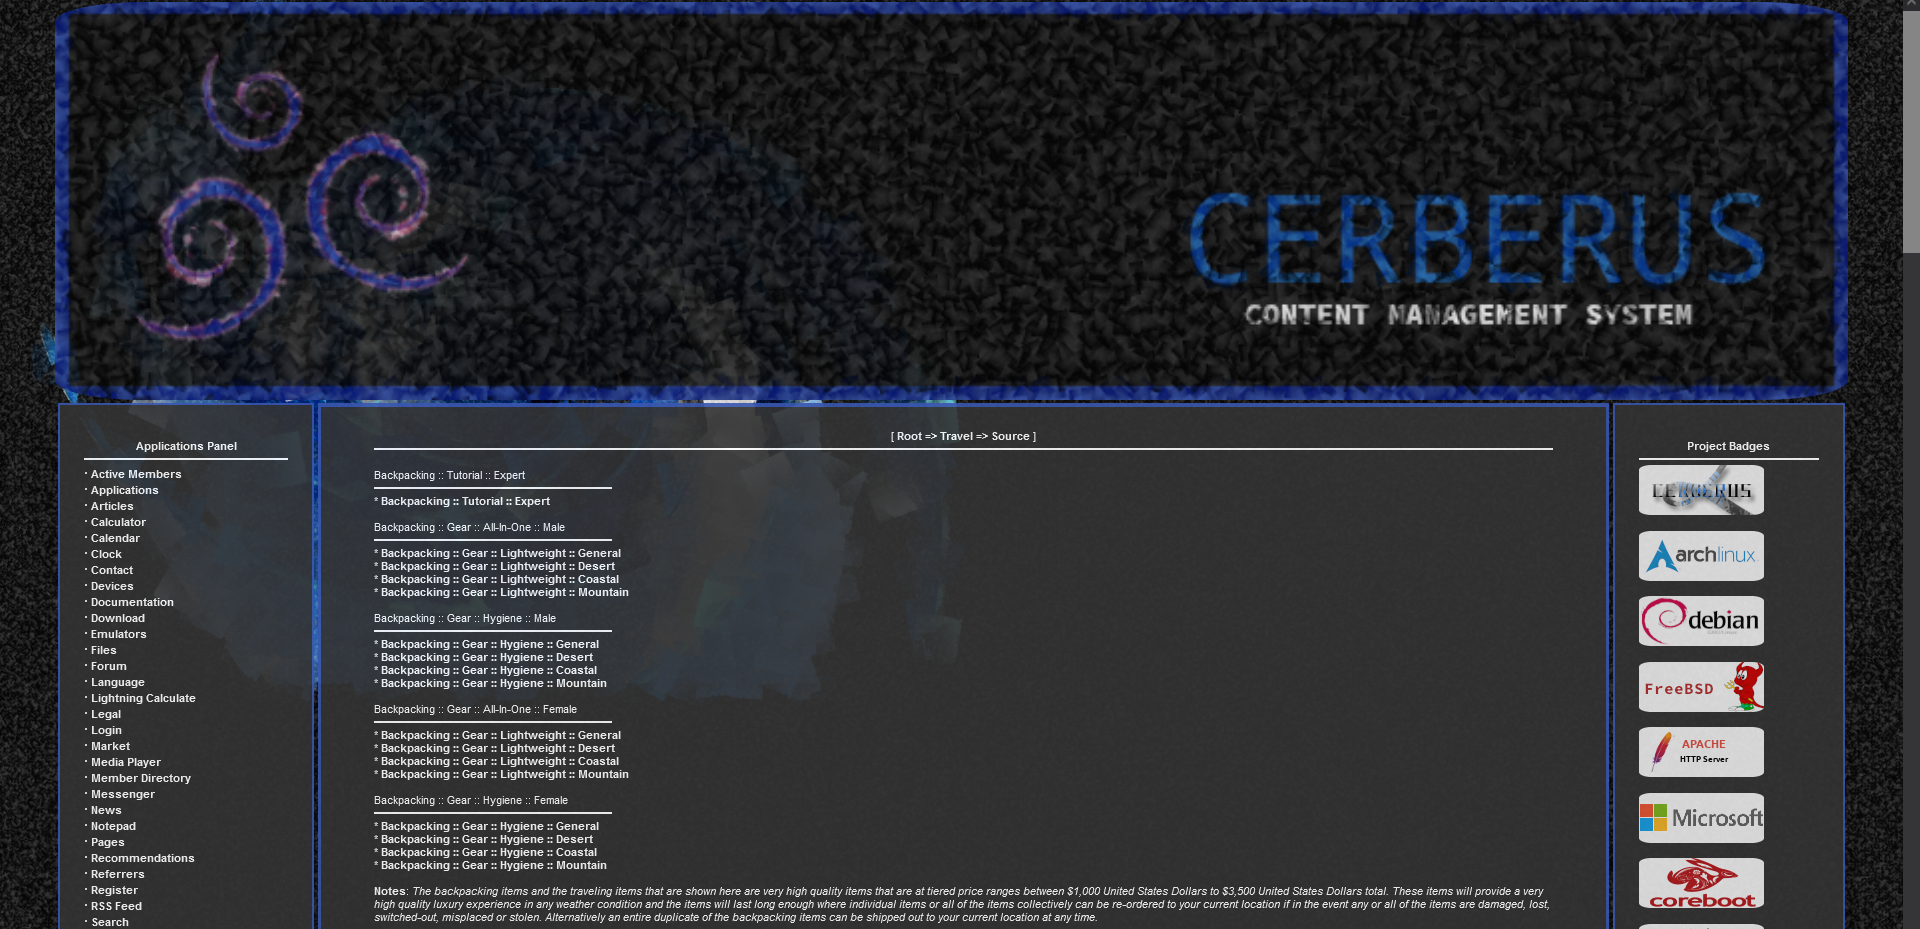 CERBERUS
CONTENT MANAGEMENT SYSTEM
Applications Panel
· Active Members
· Applications
· Articles
· Calculator
· Calendar
· Clock
· Contact
· Devices
· Documentation
· Download
· Emulators
· Files
· Forum
· Language
· Lightning Calculate
· Legal
· Login
· Market
· Media Player
· Member Directory
· Messenger
· News
· Notepad
· Pages
· Recommendations
· Referrers
· Register
· RSS Feed
· Search
[ Root => Travel => Source ]
Backpacking :: Tutorial :: Expert
* Backpacking :: Tutorial :: Expert
Backpacking :: Gear :: All-In-One :: Male
* Backpacking :: Gear :: Lightweight :: General
* Backpacking :: Gear :: Lightweight :: Desert
* Backpacking :: Gear :: Lightweight :: Coastal
* Backpacking :: Gear :: Lightweight :: Mountain
Backpacking :: Gear :: Hygiene :: Male
* Backpacking :: Gear :: Hygiene :: General
* Backpacking :: Gear :: Hygiene :: Desert
* Backpacking :: Gear :: Hygiene :: Coastal
* Backpacking :: Gear :: Hygiene :: Mountain
Backpacking :: Gear :: All-In-One :: Female
* Backpacking :: Gear :: Lightweight :: General
* Backpacking :: Gear :: Lightweight :: Desert
* Backpacking :: Gear :: Lightweight :: Coastal
* Backpacking :: Gear :: Lightweight :: Mountain
Backpacking :: Gear :: Hygiene :: Female
* Backpacking :: Gear :: Hygiene :: General
* Backpacking :: Gear :: Hygiene :: Desert
* Backpacking :: Gear :: Hygiene :: Coastal
* Backpacking :: Gear :: Hygiene :: Mountain
Notes: The backpacking items and the traveling items that are shown here are very high quality items that are at tiered price ranges between $1,000 United States Dollars to $3,500 United States Dollars total. These items will provide a very
high quality luxury experience in any weather condition and the items will last long enough where individual items or all of the items collectively can be re-ordered to your current location if in the event any or all of the items are damaged, lost,
switched-out, misplaced or stolen. Alternatively an entire duplicate of the backpacking items can be shipped out to your current location at any time.
Project Badges
CERBERUS
archlinux
debian
FreeBSD
APACHE
HTTP Server
Microsoft
coreboot